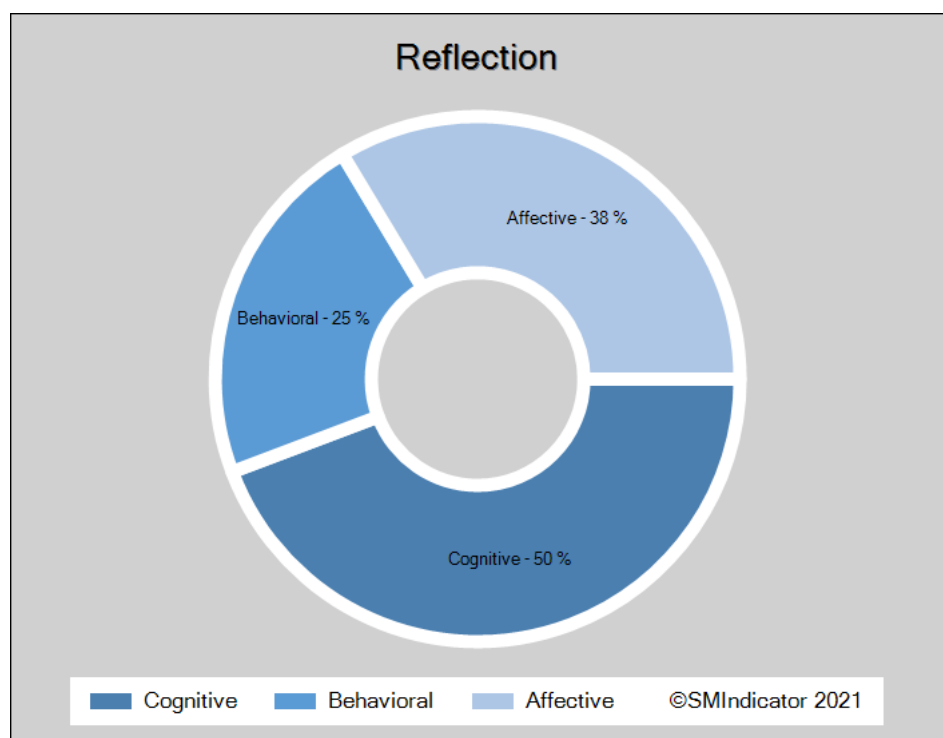 Reflection
Affective - 38 %
Behavioral - 25 %
Cognitive - 50 %
Cognitive Behavioral Affective ©SMIndicator 2021